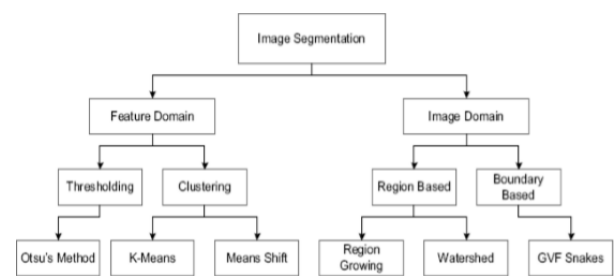 Image Segmentation
Feature Domain
Image Domain
Thresholding
Clustering
Region Based
Boundary
Based
Otsu's Method
K-Means
Means Shift
Region
Growing
Watershed
GVF Snakes